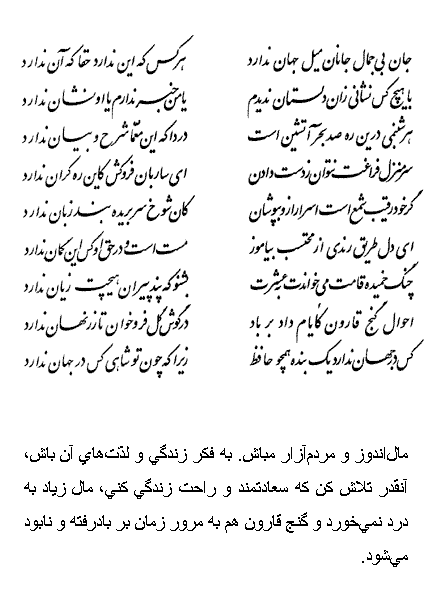 جان بی‌جمال جانان میل جهان ندارد هر کس که این ندارد حقا که آن ندارد
با هیچ کس نشانی زان دلستان ندیدم یا من خبر ندارم یا او نشان ندارد
هر شبنمی درین ره صد بحر آتشین است دردا که این معما شرح و بیان ندارد
سرمنزل فراغت نتوان ز دست دادن ای ساربان فروکش کاین ره کران ندارد
گر خود رقیب شمع است اسرار ازو بپوشان کان شوخ سربریده بند زبان ندارد
ای دل طریق رندی از محتسب بیاموز مست است و در حق او کس این گمان ندارد
چنگ خمیده قامت می‌خواندت به عشرت بشنو که پند پیران هیچت زیان ندارد
احوال گنج قارون کایام داد بر باد در گوش گل فروخوان تا زر نهان ندارد
کس در جهان ندارد یک بنده همچو حافظ زیرا که چون تو شاهی کس در جهان ندارد
مال‌اندوز و مردم‌آزار مباش. به فکر زندگي و لذّت‌هاي آن باش،
آنقدر تلاش کن که سعادتمند و راحت زندگي کني، مال زياد به
درد نمي‌خورد و گنج قارون هم به مرور زمان بر بادرفته و نابود
مي‌شود.